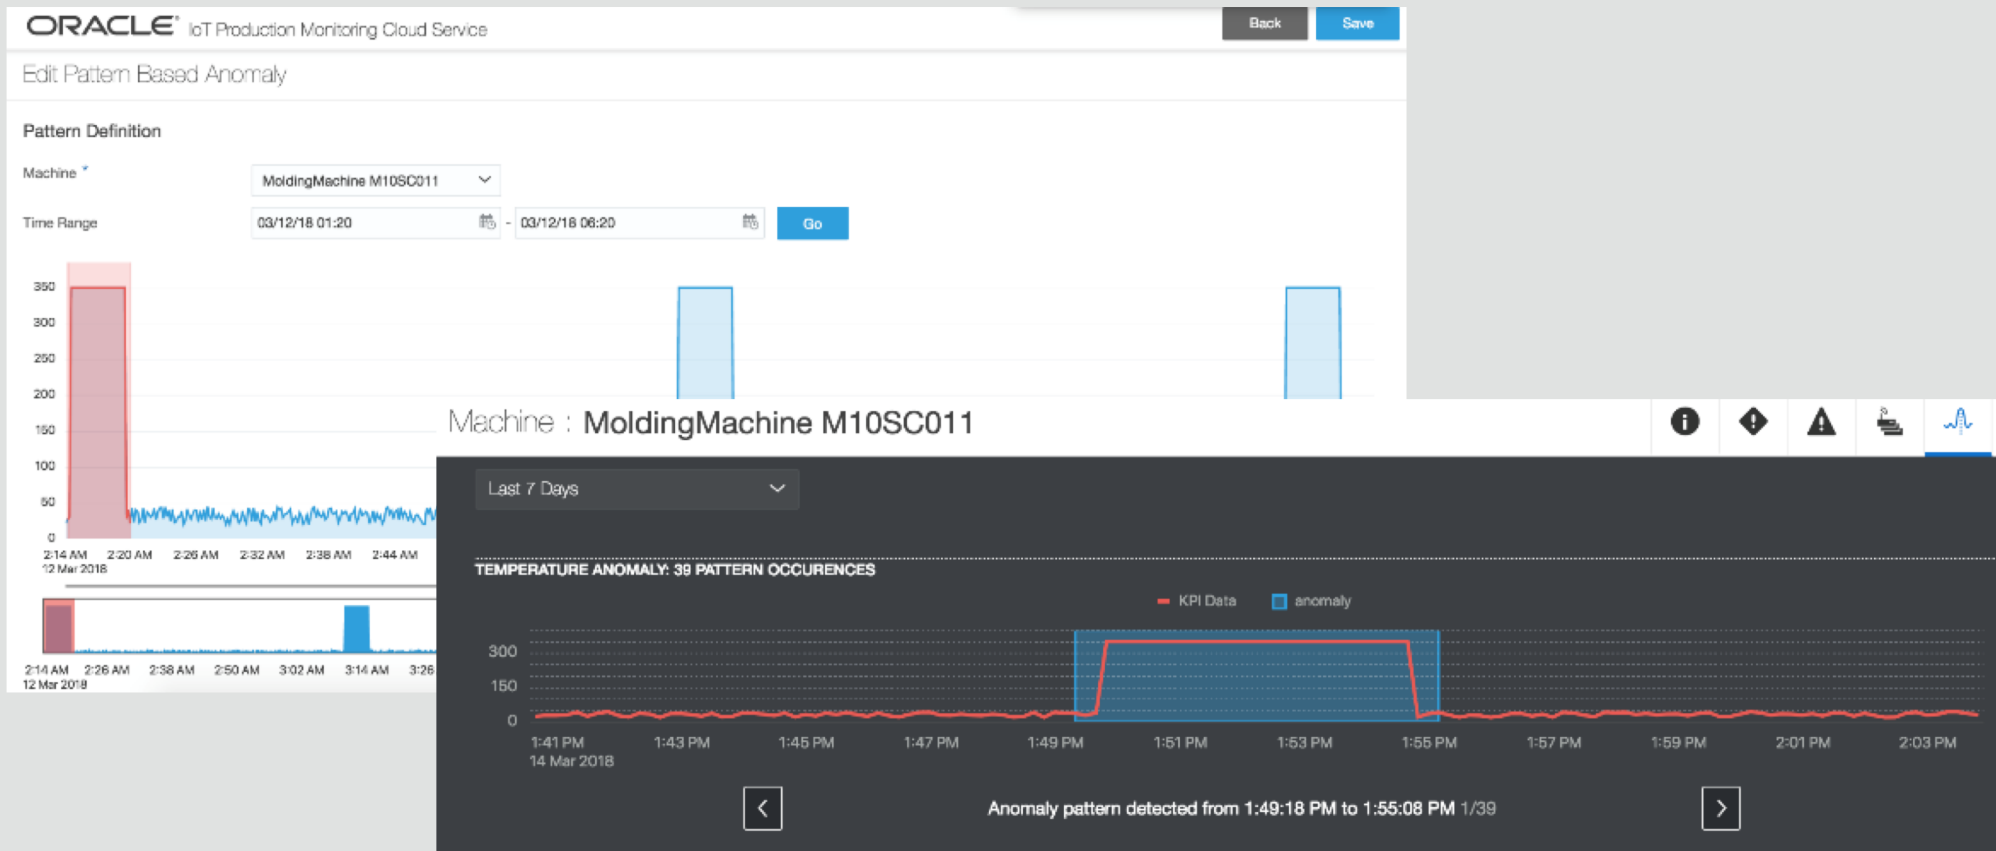 ORACLE® IoT Production Monitoring Cloud Service
Back
Save
Edit Pattern Based Anomaly
Pattern Definition
Machine *
MoldingMachine M10SC011
Time Range
03/12/18 01:20
-
03/12/18 06:20
Go
350
300
250
200
150
100
50
0
2:14 AM 2:20 AM 2:26 AM 2:32 AM 2:38 AM 2:44 AM
12 Mar 2018
2:14 AM 2:26 AM 2:38 AM 2:50 AM 3:02 AM 3:14 AM 3:26
12 Mar 2018
Machine : MoldingMachine M10SC011
Last 7 Days
TEMPERATURE ANOMALY: 39 PATTERN OCCURENCES
KPI Data anomaly
300
150
0
1:41 PM 1:43 PM 1:45 PM 1:47 PM 1:49 PM 1:51 PM 1:53 PM 1:55 PM 1:57 PM 1:59 PM 2:01 PM 2:03 PM
14 Mar 2018
Anomaly pattern detected from 1:49:18 PM to 1:55:08 PM 1/39